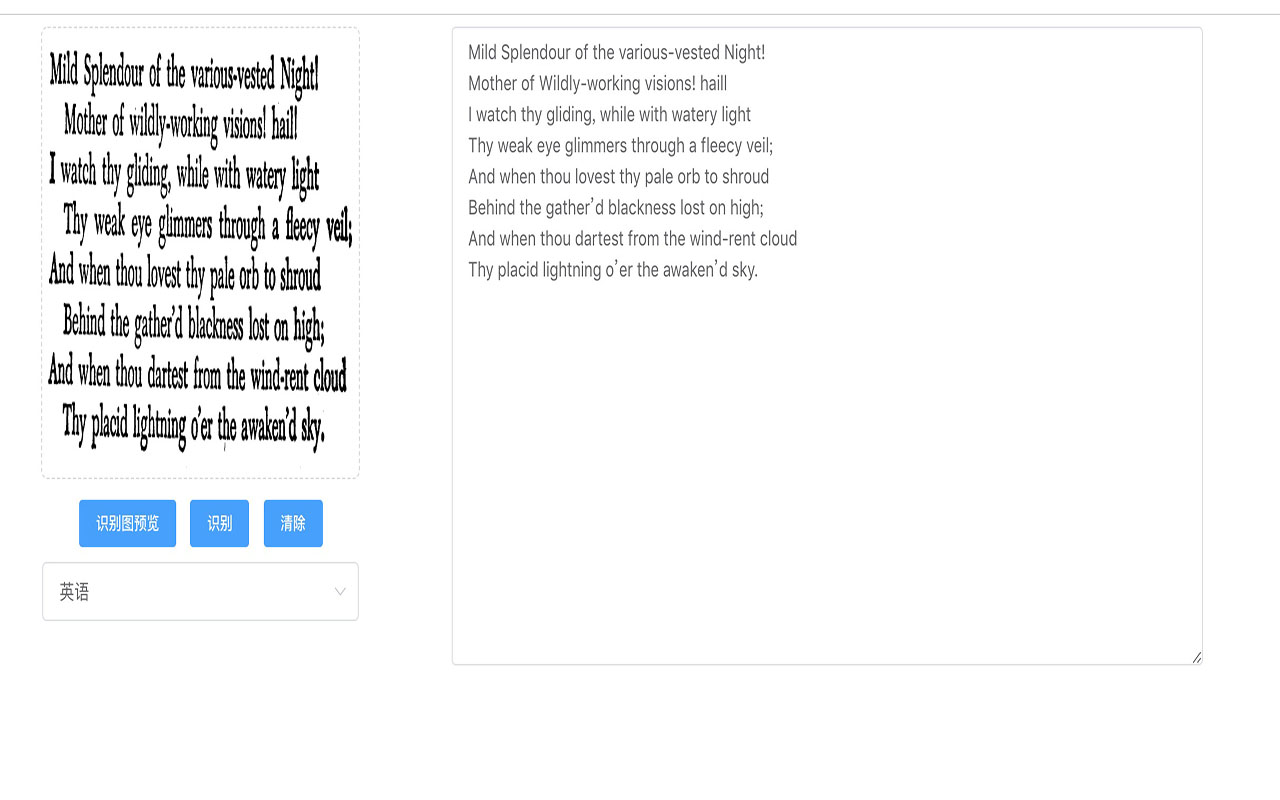 Mild Splendour of the various-vested Night!
Mother of wildly-working visions! hail!
I watch thy gliding, while with watery light
Thy weak eye glimmers through a fleecy veil;
And when thou lovest thy pale orb to shroud
Behind the gather'd blackness lost on high;
And when thou dartest from the wind-rent cloud
Thy placid lightning o'er the awaken'd sky.
识别图预览 识别 清除
英语
Mild Splendour of the various-vested Night!
Mother of Wildly-working visions! haill
I watch thy gliding, while with watery light
Thy weak eye glimmers through a fleecy veil;
And when thou lovest thy pale orb to shroud
Behind the gather’d blackness lost on high;
And when thou dartest from the wind-rent cloud
Thy placid lightning o’er the awaken’d sky.